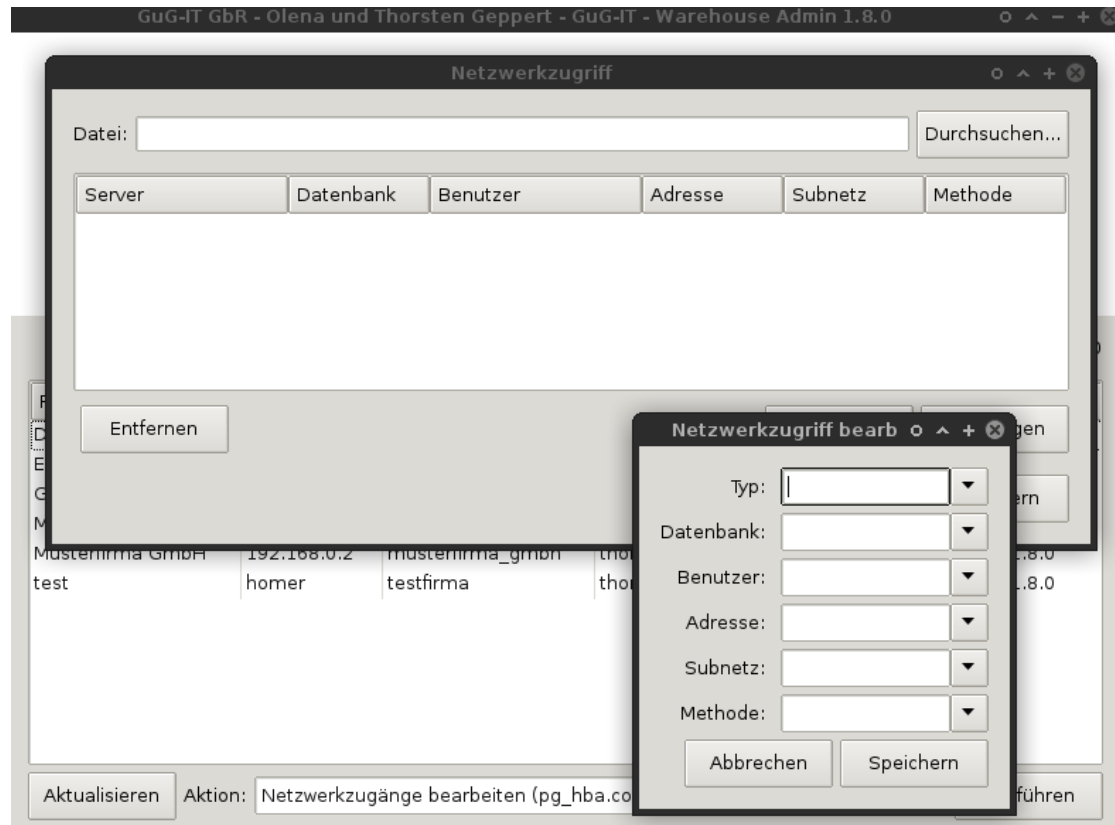 GuG-IT GbR - Olena und Thorsten Geppert - GuG-IT - Warehouse Admin 1.8.0
Netzwerkzugriff
Datei:
Durchsuchen...
Server Datenbank Benutzer Adresse Subnetz Methode
Entfernen
Netzwerkzugriff bearb
Typ:
Datenbank:
Benutzer:
Adresse:
Subnetz:
Methode:
Abbrechen Speichern
Musterfirma GmbH 192.168.0.2 musterfirma_gmbh
test homer testfirma
Aktualisieren Aktion: Netzwerkzugänge bearbeiten (pg_hba.co